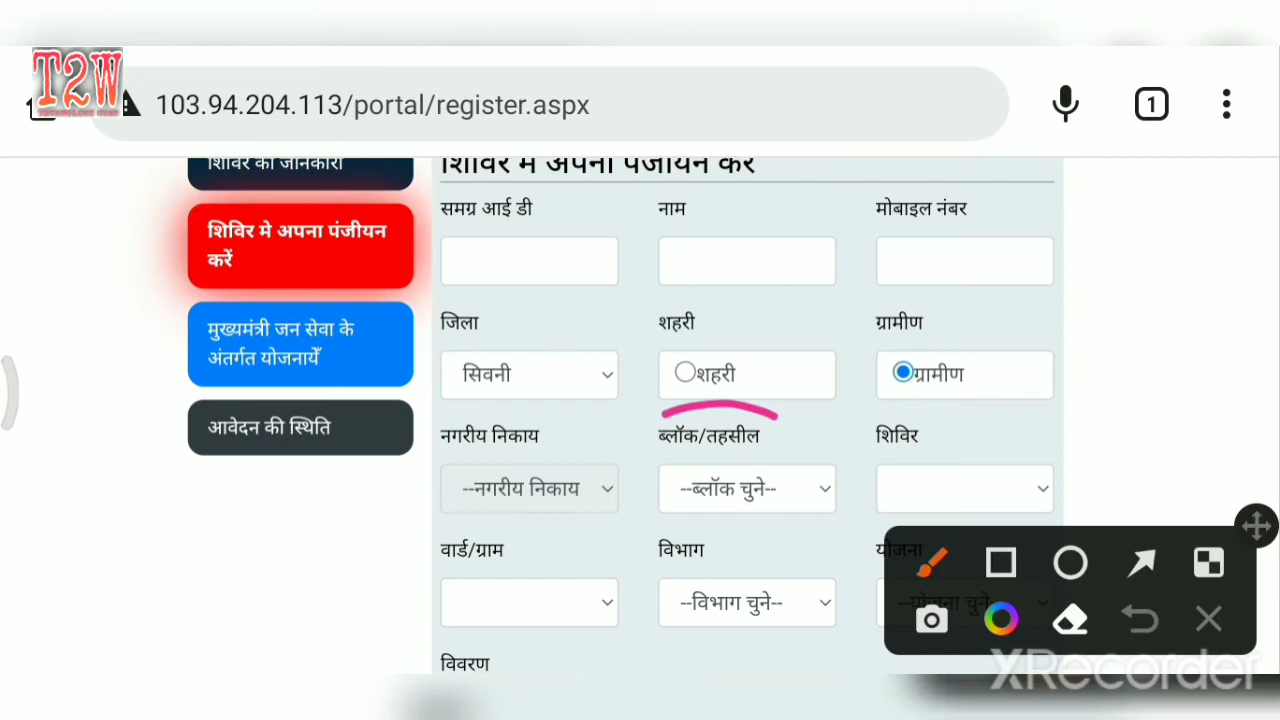 T2W
103.94.204.113/portal/register.aspx
1
शिविर की जानकारी
शिविर मे अपना पंजीयन करें
शिविर मे अपना पंजीयन
करें
मुख्यमंत्री जन सेवा के
अंतर्गत योजनायेँ
आवेदन की स्थिति
समग्र आई डी
नाम
मोबाइल नंबर
जिला
शहरी
ग्रामीण
सिवनी
शहरी
ग्रामीण
नगरीय निकाय
ब्लॉक/तहसील
शिविर
--नगरीय निकाय
--ब्लॉक चुने--
वार्ड/ग्राम
विभाग
योजना
--विभाग चुने--
--योजना चुने--
विवरण
XRecorder